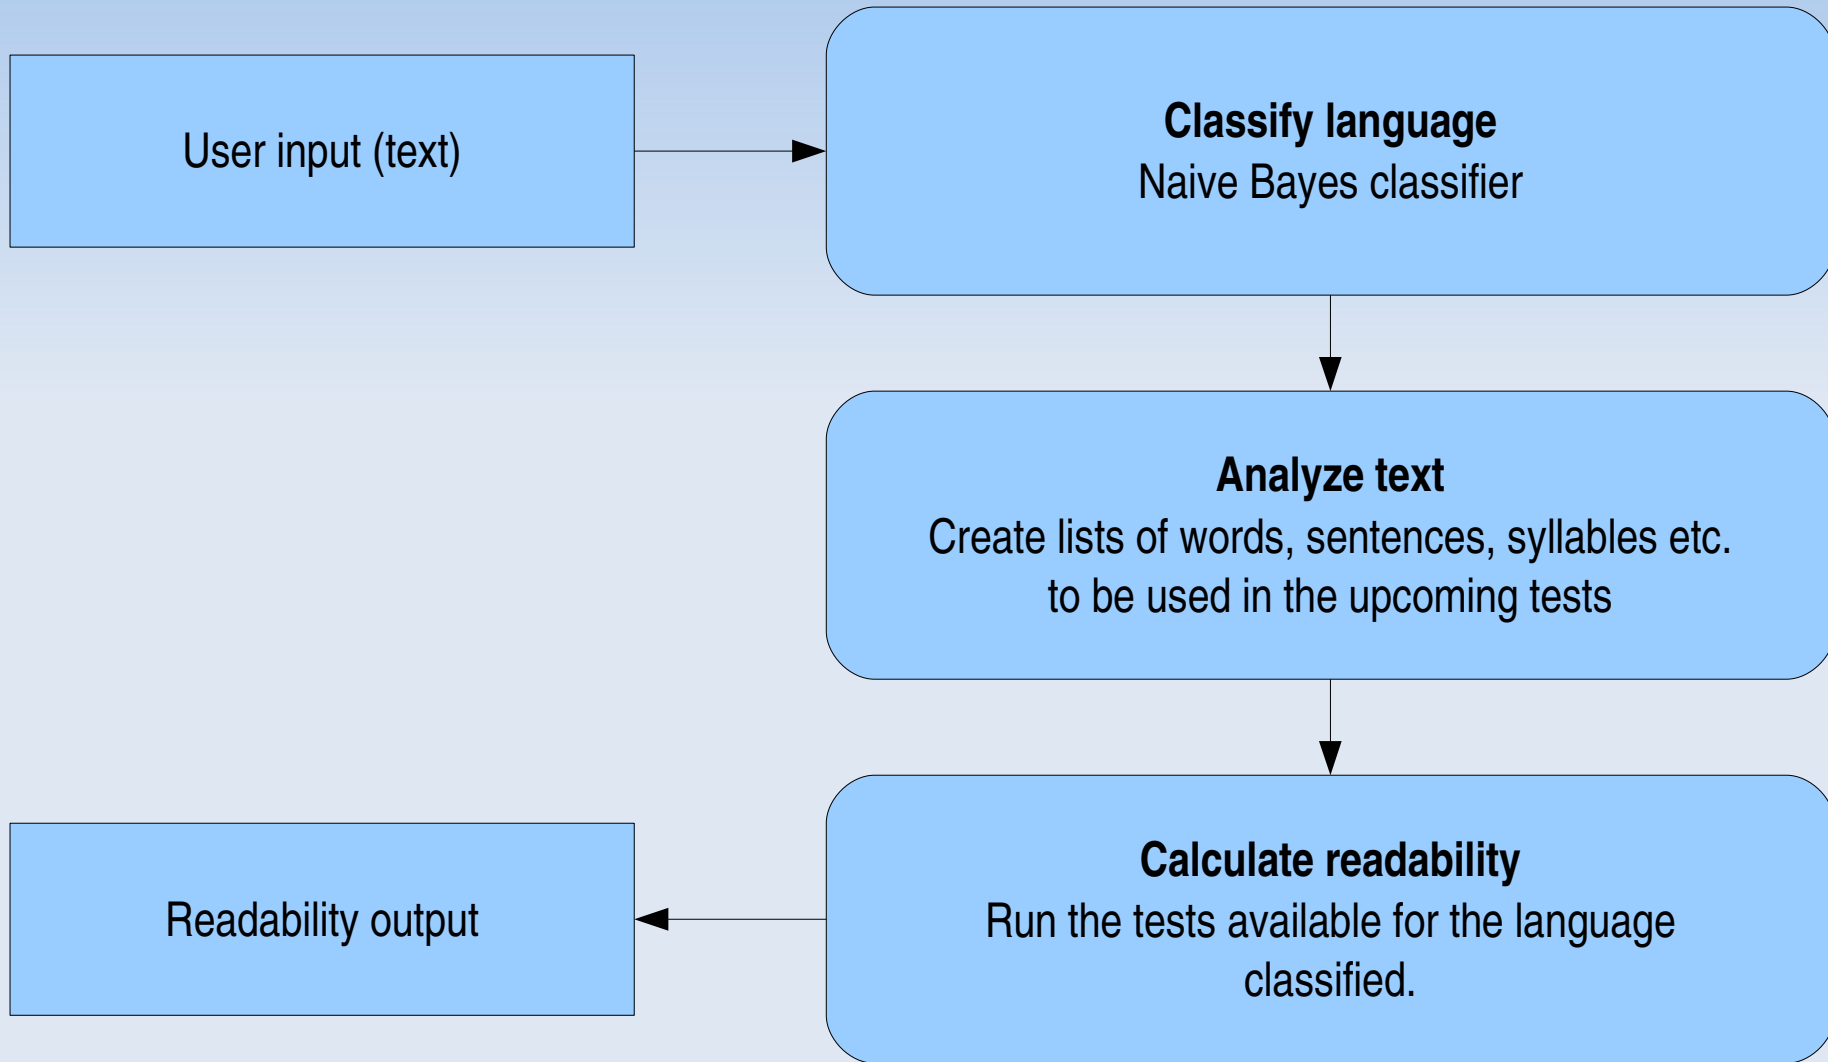 User input (text)
Classify language
Naive Bayes classifier
Analyze text
Create lists of words, sentences, syllables etc.
to be used in the upcoming tests
Calculate readability
Run the tests available for the language
classified.
Readability output